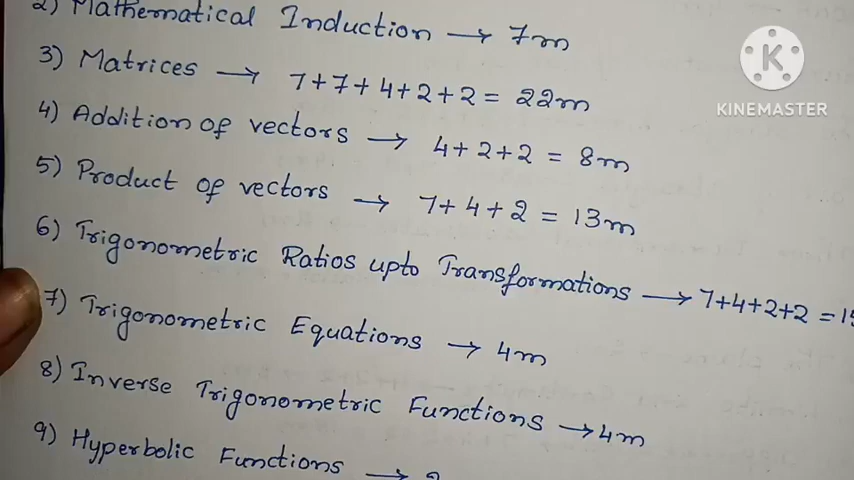 2) Mathematical Induction → 7m
3) Matrices → 7+7+4+2+2 = 22m
4) Addition of vectors → 4+2+2 = 8m
5) Product of vectors → 7+4+2 = 13m
6) Trigonometric Ratios upto Transformations → 7+4+2+2 = 15
7) Trigonometric Equations → 4m
8) Inverse Trigonometric Functions → 4m
9) Hyperbolic Functions →
KINEMASTER